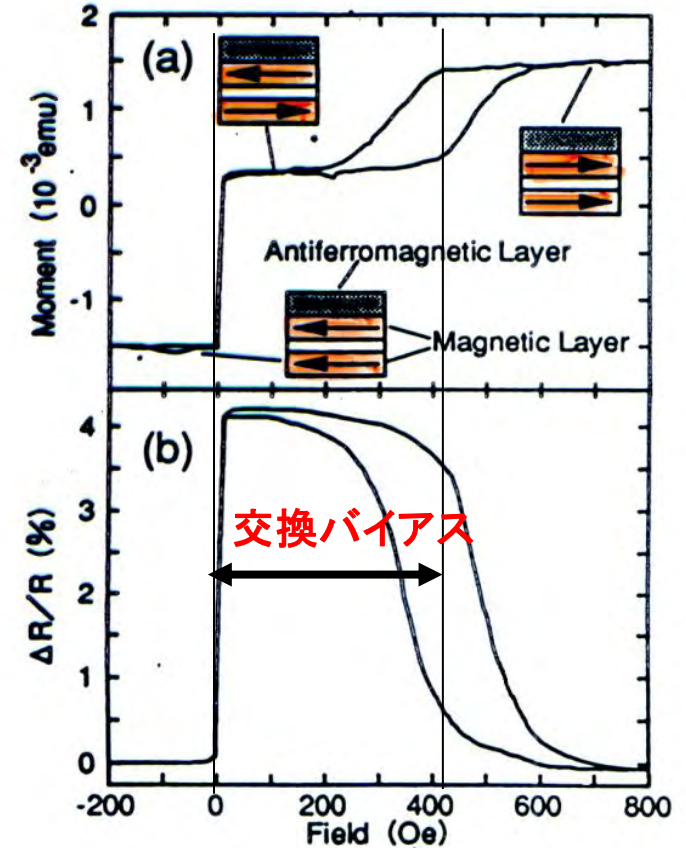 (a)
2
1
0
-1
Moment (10⁻³emu)
Antiferromagnetic Layer
Magnetic Layer
(b)
4
3
2
1
0
ΔR/R (%)
交換バイアス
-200 0 200 400 600 800
Field (Oe)